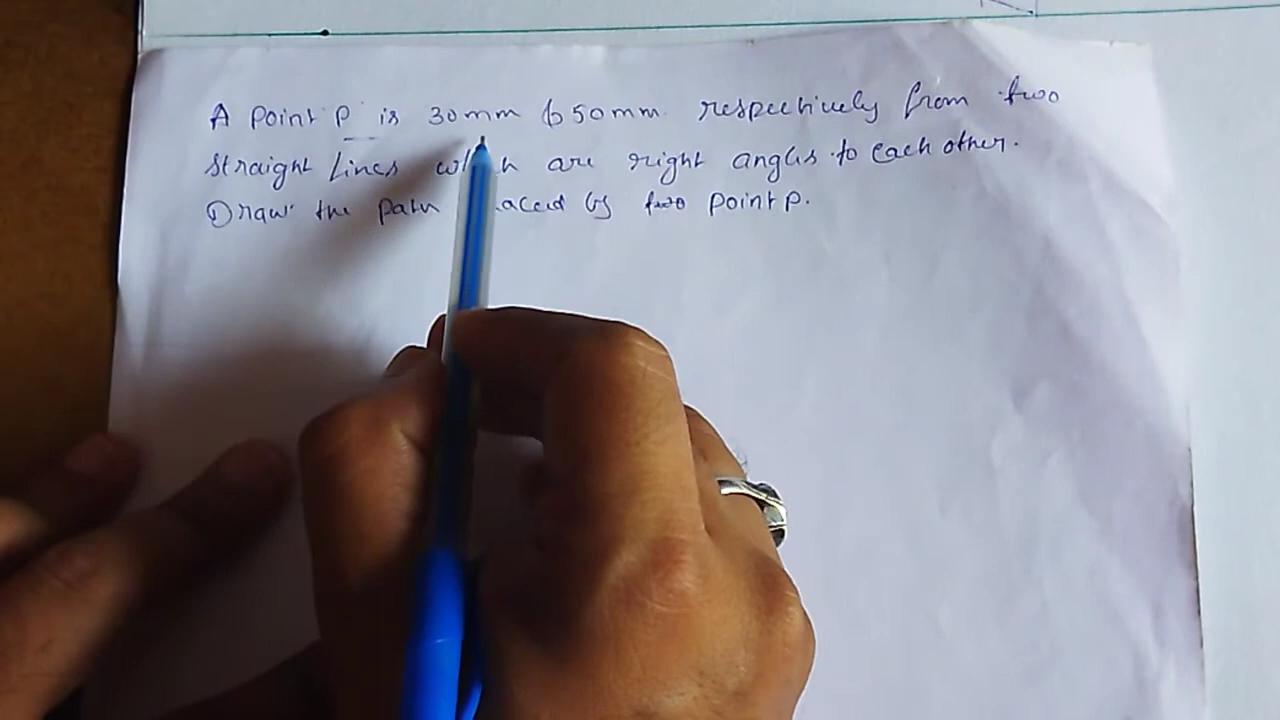 A Point P is 30mm & 50mm respectively from two
straight lines are right angles to each other.
Draw the by two point P.